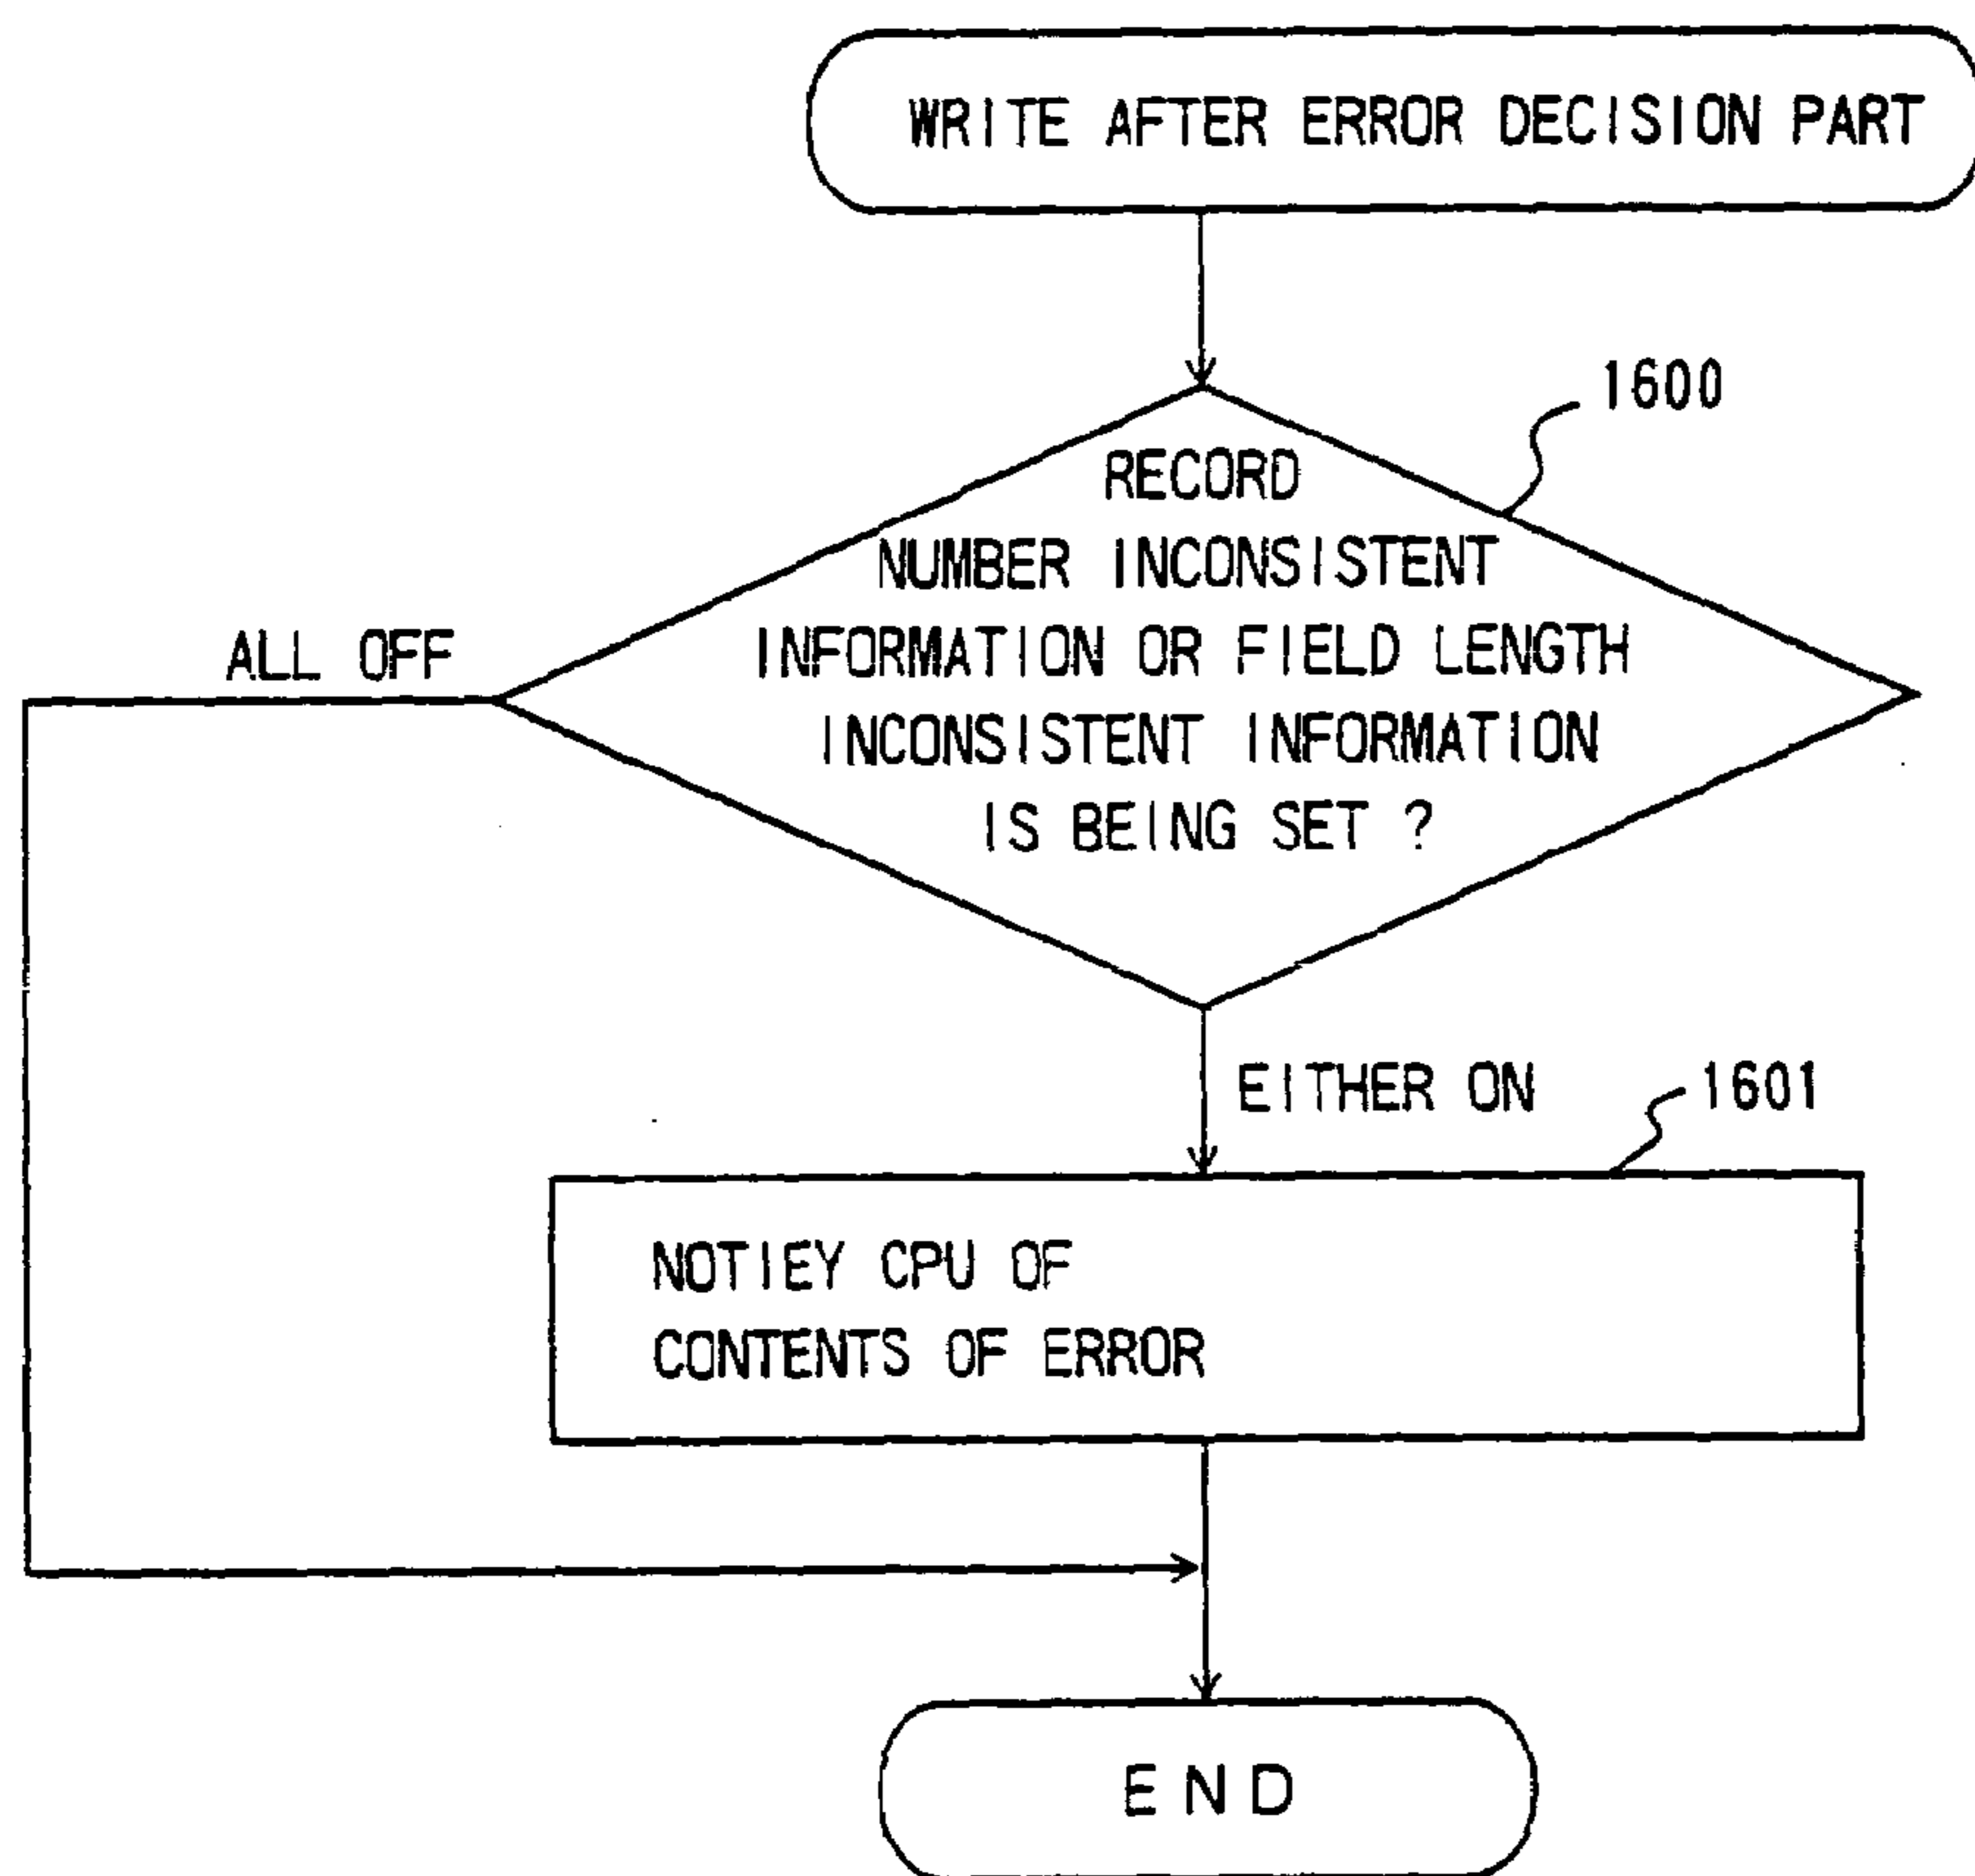 WRITE AFTER ERROR DECISION PART
1600
RECORD
NUMBER INCONSISTENT
INFORMATION OR FIELD LENGTH
INCONSISTENT INFORMATION
IS BEING SET ?
ALL OFF
EITHER ON
1601
NOTIEY CPU OF
CONTENTS OF ERROR
END